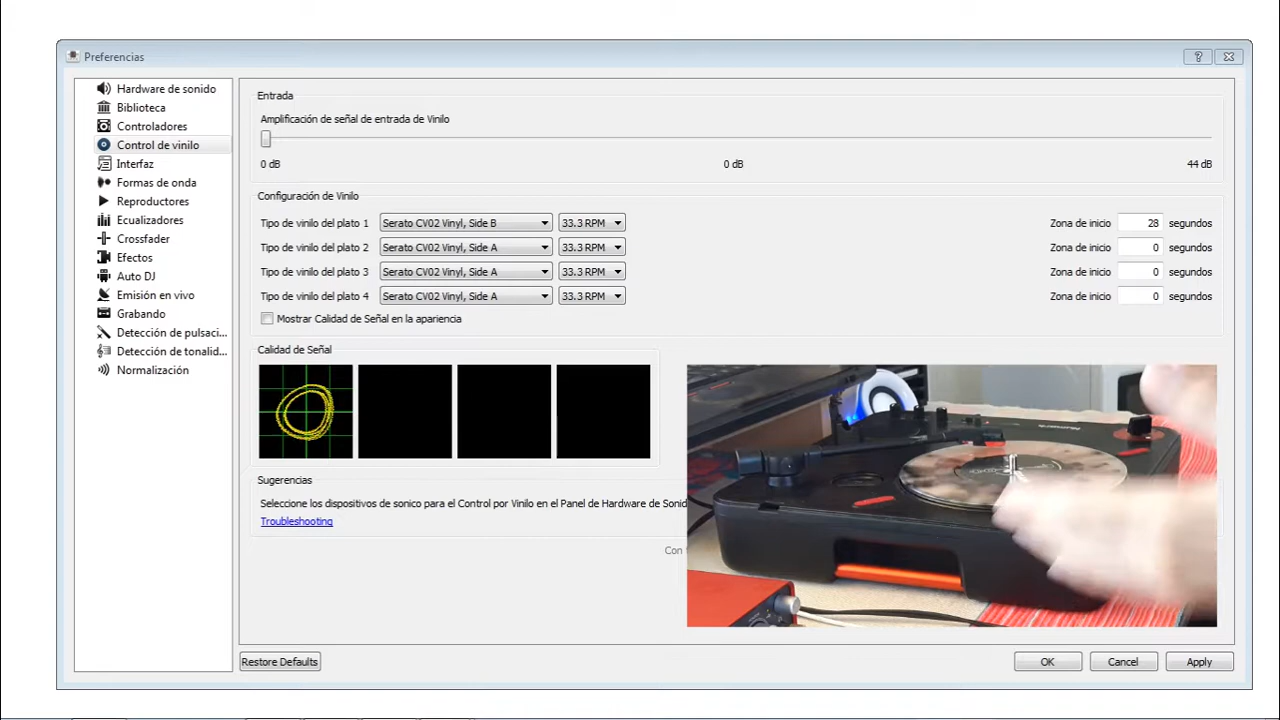 Preferencias
Hardware de sonido
Biblioteca
Controladores
Control de vinilo
Interfaz
Formas de onda
Reproductores
Ecualizadores
Crossfader
Efectos
Auto DJ
Emisión en vivo
Grabando
Detección de pulsaci...
Detección de tonalid...
Normalización
Entrada
Amplificación de señal de entrada de Vinilo
0 dB 0 dB 44 dB
Configuración de Vinilo
Tipo de vinilo del plato 1 Serato CV02 Vinyl, Side B 33.3 RPM Zona de inicio 28 segundos
Tipo de vinilo del plato 2 Serato CV02 Vinyl, Side A 33.3 RPM Zona de inicio 0 segundos
Tipo de vinilo del plato 3 Serato CV02 Vinyl, Side A 33.3 RPM Zona de inicio 0 segundos
Tipo de vinilo del plato 4 Serato CV02 Vinyl, Side A 33.3 RPM Zona de inicio 0 segundos
Mostrar Calidad de Señal en la apariencia
Calidad de Señal
Sugerencias
Seleccione los dispositivos de sonico para el Control por Vinilo en el Panel de Hardware de Sonid
Troubleshooting
Con
Restore Defaults OK Cancel Apply